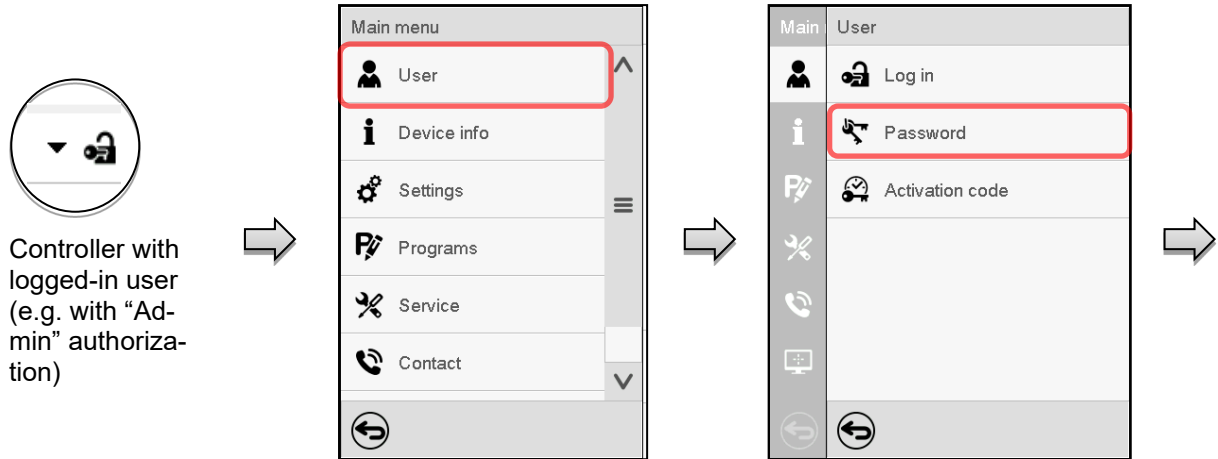 Controller with
logged-in user
(e.g. with “Ad-
min” authoriza-
tion)
Main menu
User
Device info
Settings
Programs
Service
Contact
Main
User
Log in
Password
Activation code